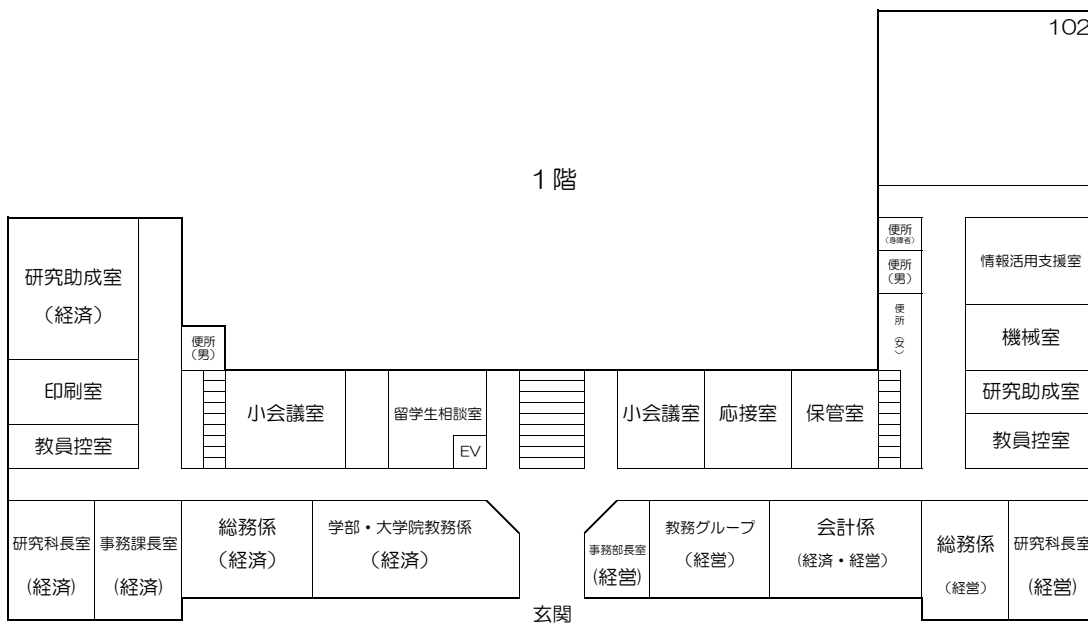 102
1階
便所
(身障者)
研究助成室
（経済）
便所
（男）
情報活用支援室
便所（女）
便所
（男）
機械室
印刷室
小会議室
留学生相談室
小会議室
応接室
保管室
研究助成室
教員控室
EV
教員控室
研究科長室
(経済)
事務課長室
(経済)
総務係
（経済）
学部・大学院教務係
（経済）
事務部長室
(経営)
教務グループ
（経営）
会計係
(経済・経営)
総務係
（経営）
研究科長室
(経営)
玄関